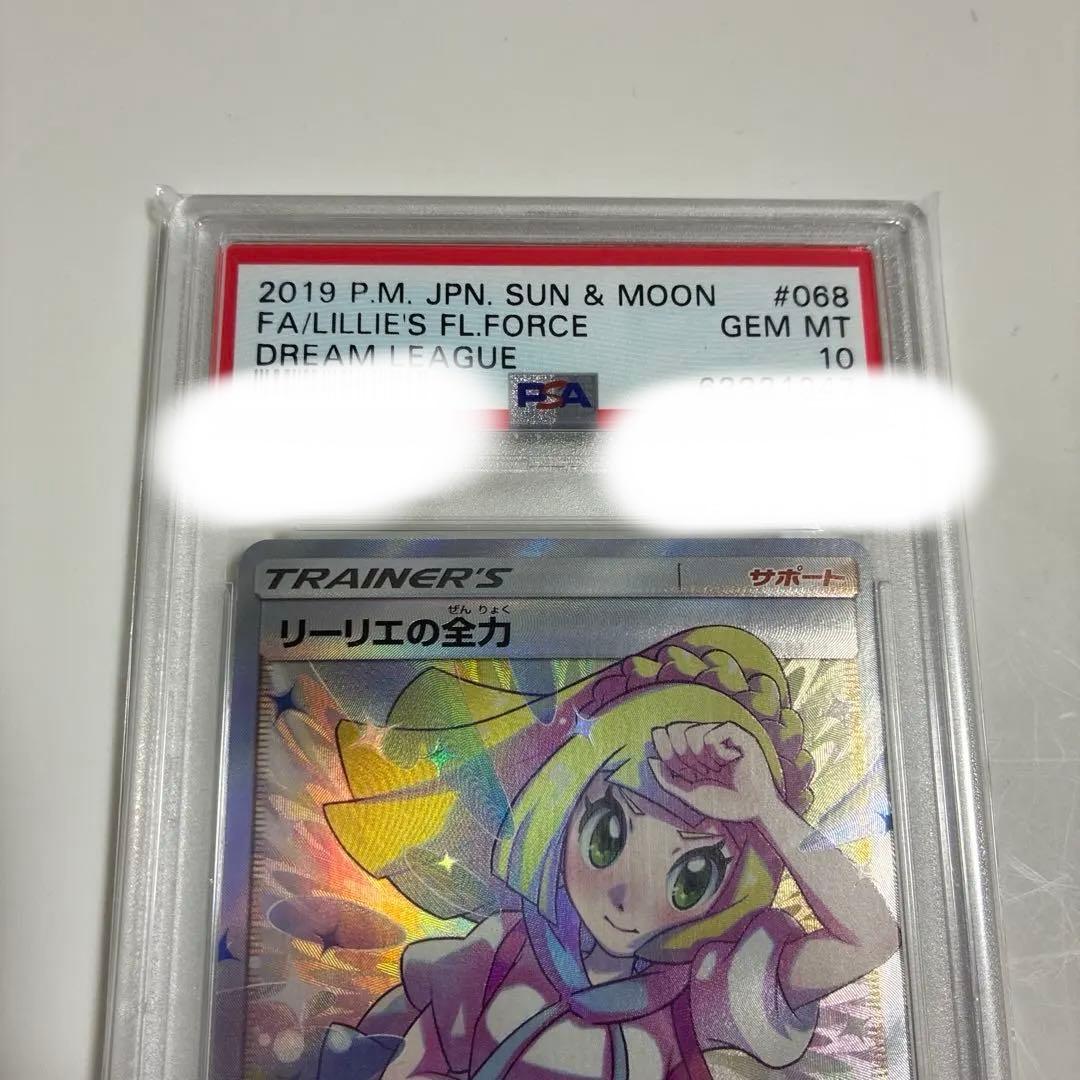 2019 P.M. JPN. SUN & MOON #068
FA/LILLIE'S FL.FORCE GEM MT
DREAM LEAGUE 10
PSA
TRAINER'S サポート
ぜんりょく
リーリエの全力